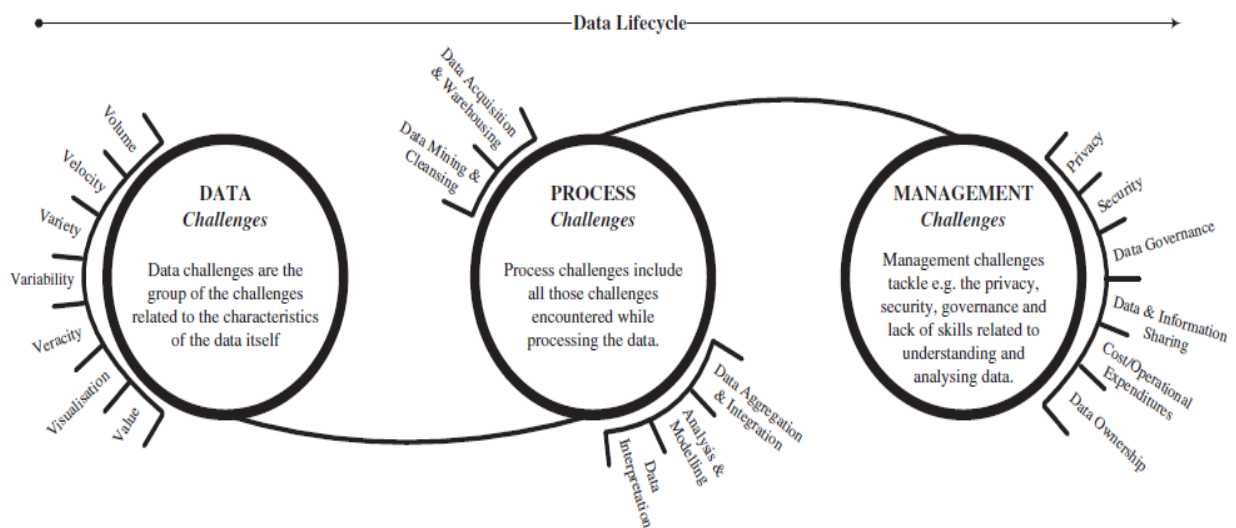 Data Lifecycle
Volume
Velocity
Variety
Variability
Veracity
Visualisation
Value
DATA
Challenges
Data challenges are the
group of the challenges
related to the characteristics
of the data itself
Data Acquisition
& Warehousing
Data Mining &
Cleansing
PROCESS
Challenges
Process challenges include
all those challenges
encountered while
processing the data.
Data Aggregation
& Integration
Analysis &
Modelling
Data
Interpretation
MANAGEMENT
Challenges
Management challenges
tackle e.g. the privacy,
security, governance and
lack of skills related to
understanding and
analysing data.
Privacy
Security
Data Governance
Data & Information
Sharing
Cost/Operational
Expenditures
Data Ownership